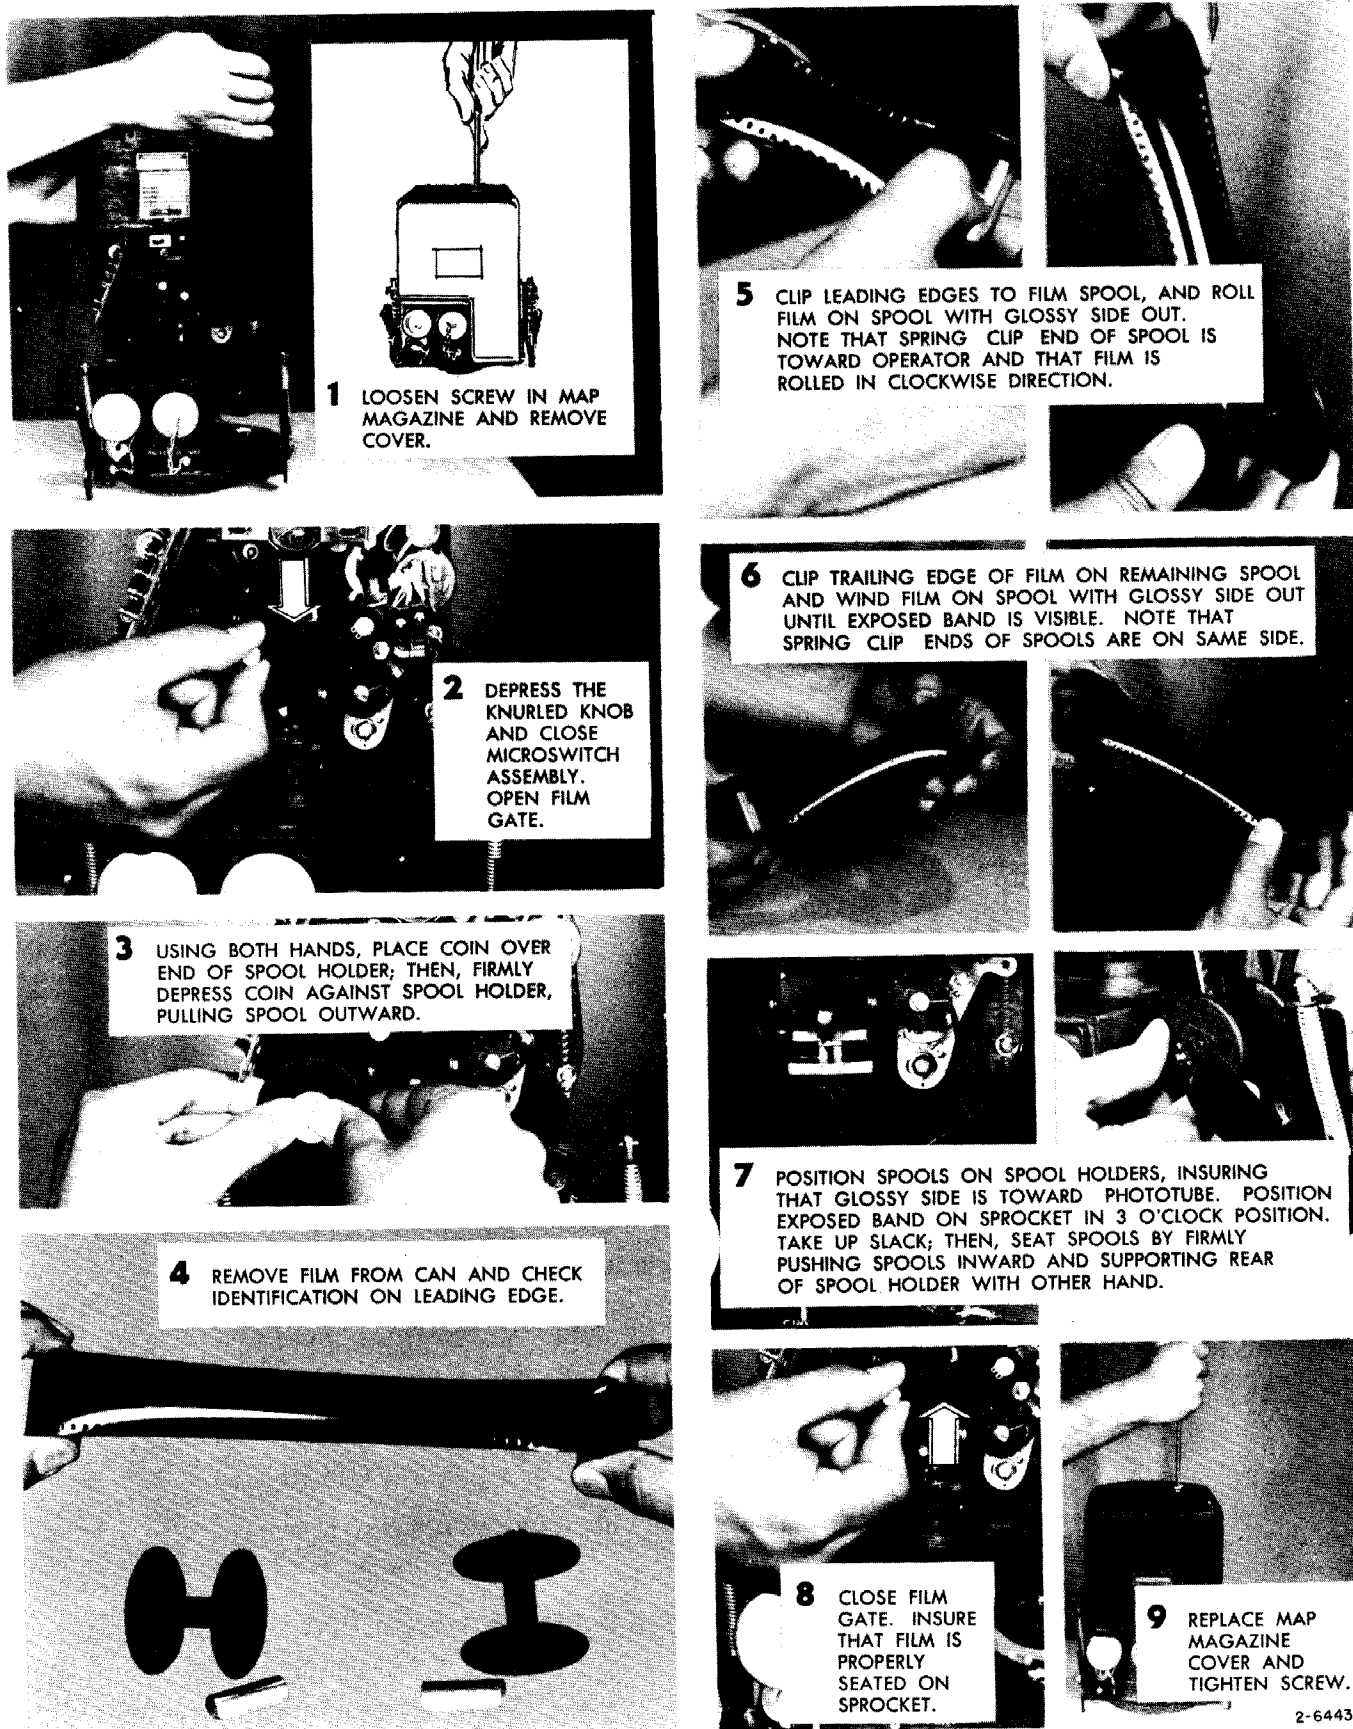 1 LOOSEN SCREW IN MAP
MAGAZINE AND REMOVE
COVER.
2 DEPRESS THE
KNURLED KNOB
AND CLOSE
MICROSWITCH
ASSEMBLY.
OPEN FILM
GATE.
3 USING BOTH HANDS, PLACE COIN OVER
END OF SPOOL HOLDER; THEN, FIRMLY
DEPRESS COIN AGAINST SPOOL HOLDER,
PULLING SPOOL OUTWARD.
4 REMOVE FILM FROM CAN AND CHECK
IDENTIFICATION ON LEADING EDGE.
5 CLIP LEADING EDGES TO FILM SPOOL, AND ROLL
FILM ON SPOOL WITH GLOSSY SIDE OUT.
NOTE THAT SPRING CLIP END OF SPOOL IS
TOWARD OPERATOR AND THAT FILM IS
ROLLED IN CLOCKWISE DIRECTION.
6 CLIP TRAILING EDGE OF FILM ON REMAINING SPOOL
AND WIND FILM ON SPOOL WITH GLOSSY SIDE OUT
UNTIL EXPOSED BAND IS VISIBLE. NOTE THAT
SPRING CLIP ENDS OF SPOOLS ARE ON SAME SIDE.
7 POSITION SPOOLS ON SPOOL HOLDERS, INSURING
THAT GLOSSY SIDE IS TOWARD PHOTOTUBE. POSITION
EXPOSED BAND ON SPROCKET IN 3 O'CLOCK POSITION.
TAKE UP SLACK; THEN, SEAT SPOOLS BY FIRMLY
PUSHING SPOOLS INWARD AND SUPPORTING REAR
OF SPOOL HOLDER WITH OTHER HAND.
8 CLOSE FILM
GATE. INSURE
THAT FILM IS
PROPERLY
SEATED ON
SPROCKET.
9 REPLACE MAP
MAGAZINE
COVER AND
TIGHTEN SCREW.
2-6443